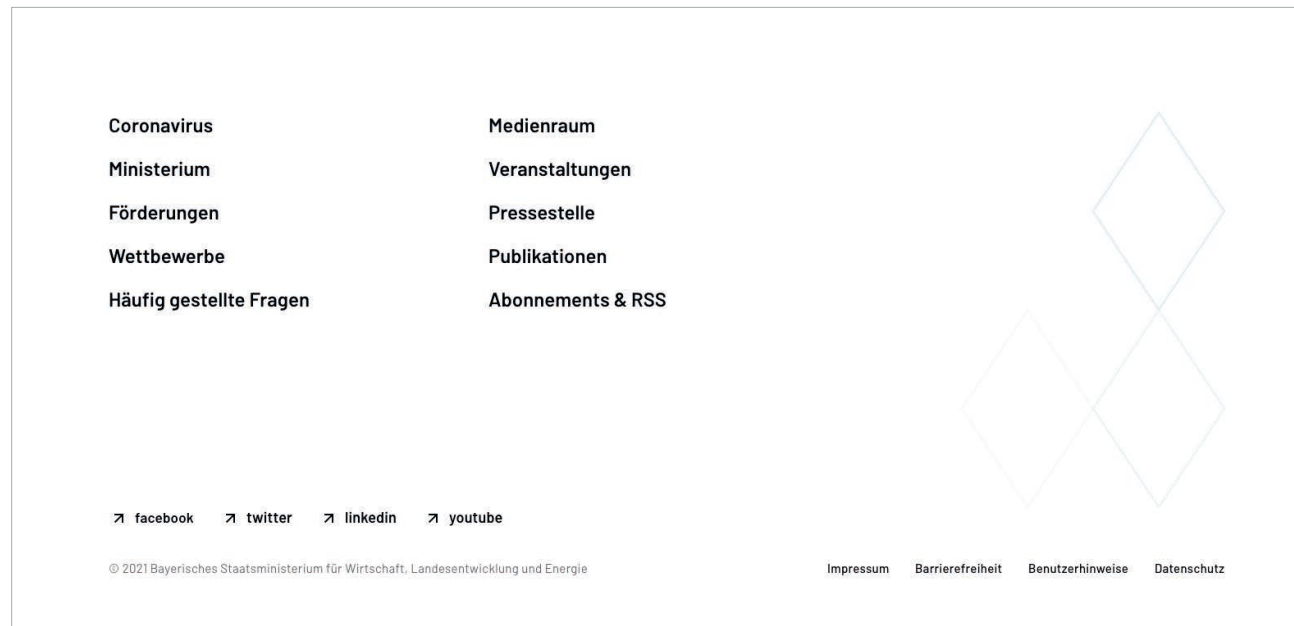 Coronavirus
Ministerium
Förderungen
Wettbewerbe
Häufig gestellte Fragen
Medienraum
Veranstaltungen
Pressestelle
Publikationen
Abonnements & RSS
facebook twitter linkedin youtube
© 2021 Bayerisches Staatsministerium für Wirtschaft, Landesentwicklung und Energie
Impressum Barrierefreiheit Benutzerhinweise Datenschutz